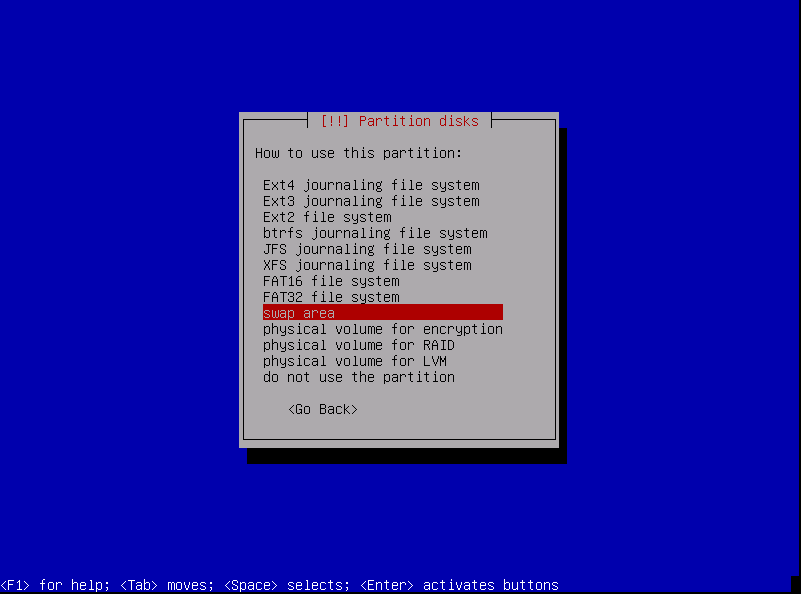 [!!] Partition disks
How to use this partition:
Ext4 journaling file system
Ext3 journaling file system
Ext2 file system
btrfs journaling file system
JFS journaling file system
XFS journaling file system
FAT16 file system
FAT32 file system
swap area
physical volume for encryption
physical volume for RAID
physical volume for LVM
do not use the partition
<Go Back>
<F1> for help; <Tab> moves; <Space> selects; <Enter> activates buttons